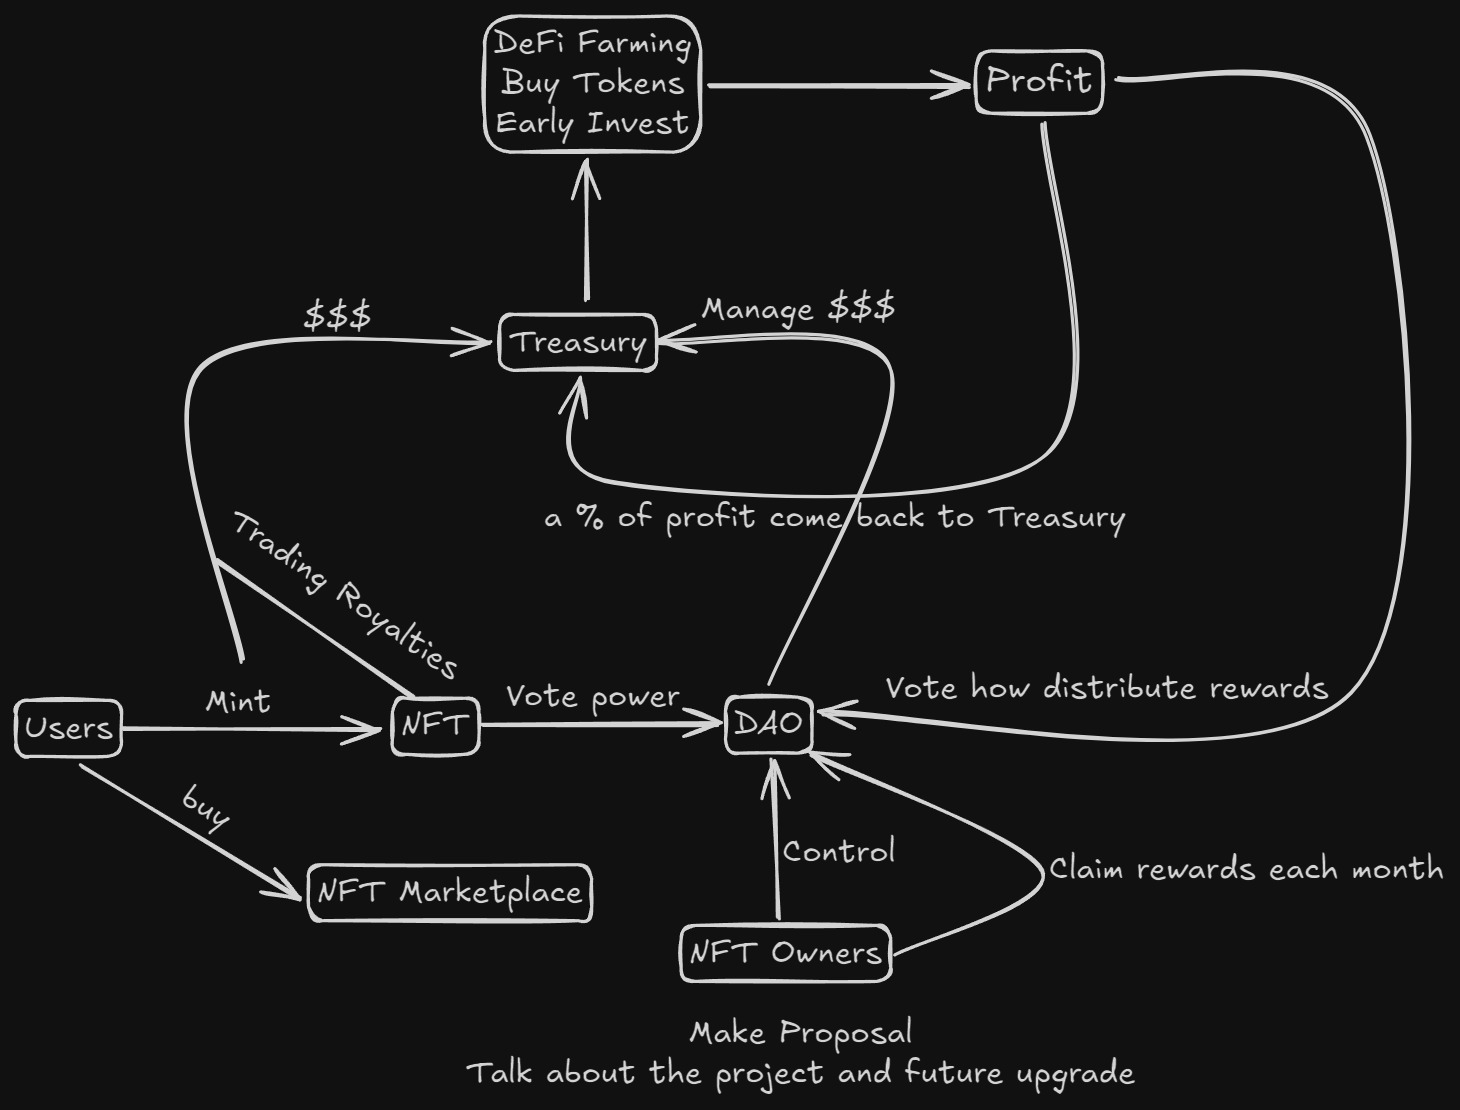 DeFi Farming
Buy Tokens
Early Invest
Profit
$$$
Treasury
Manage $$$
a % of profit come back to Treasury
Trading Royalties
Users
Mint
NFT
Vote power
DAO
Vote how distribute rewards
buy
NFT Marketplace
Control
Claim rewards each month
NFT Owners
Make Proposal
Talk about the project and future upgrade